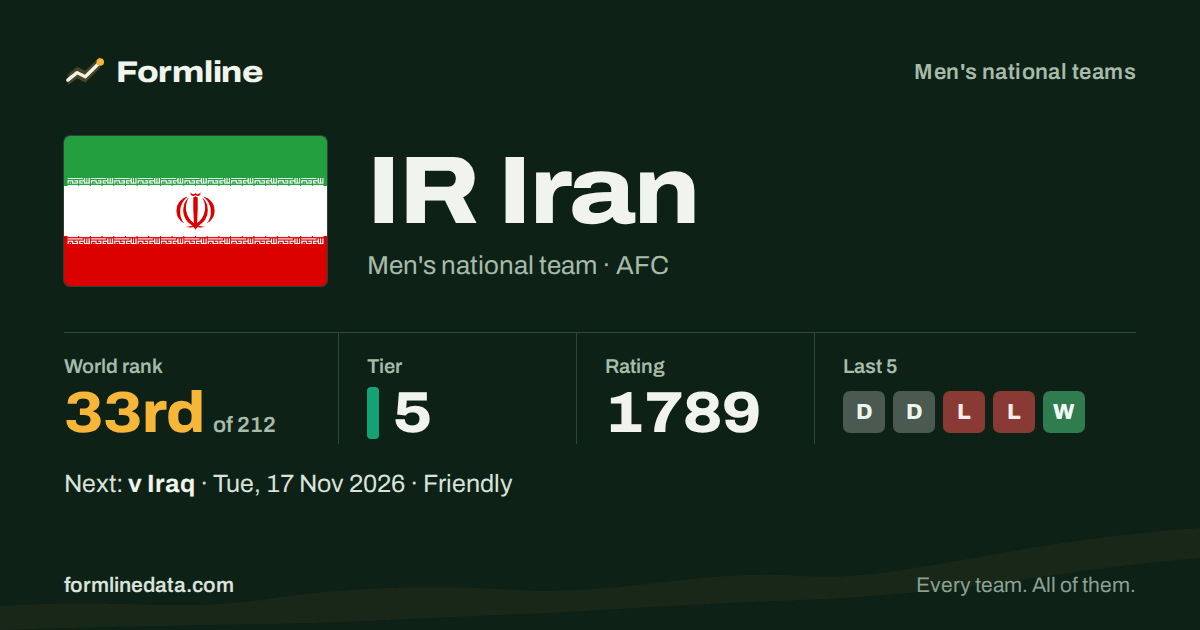 Formline
Men's national teams
IR Iran
Men's national team · AFC
World rank
33rd of 212
Tier
5
Rating
1789
Last 5
D D L L W
Next: v Iraq · Tue, 17 Nov 2026 · Friendly
formlinedata.com
Every team. All of them.